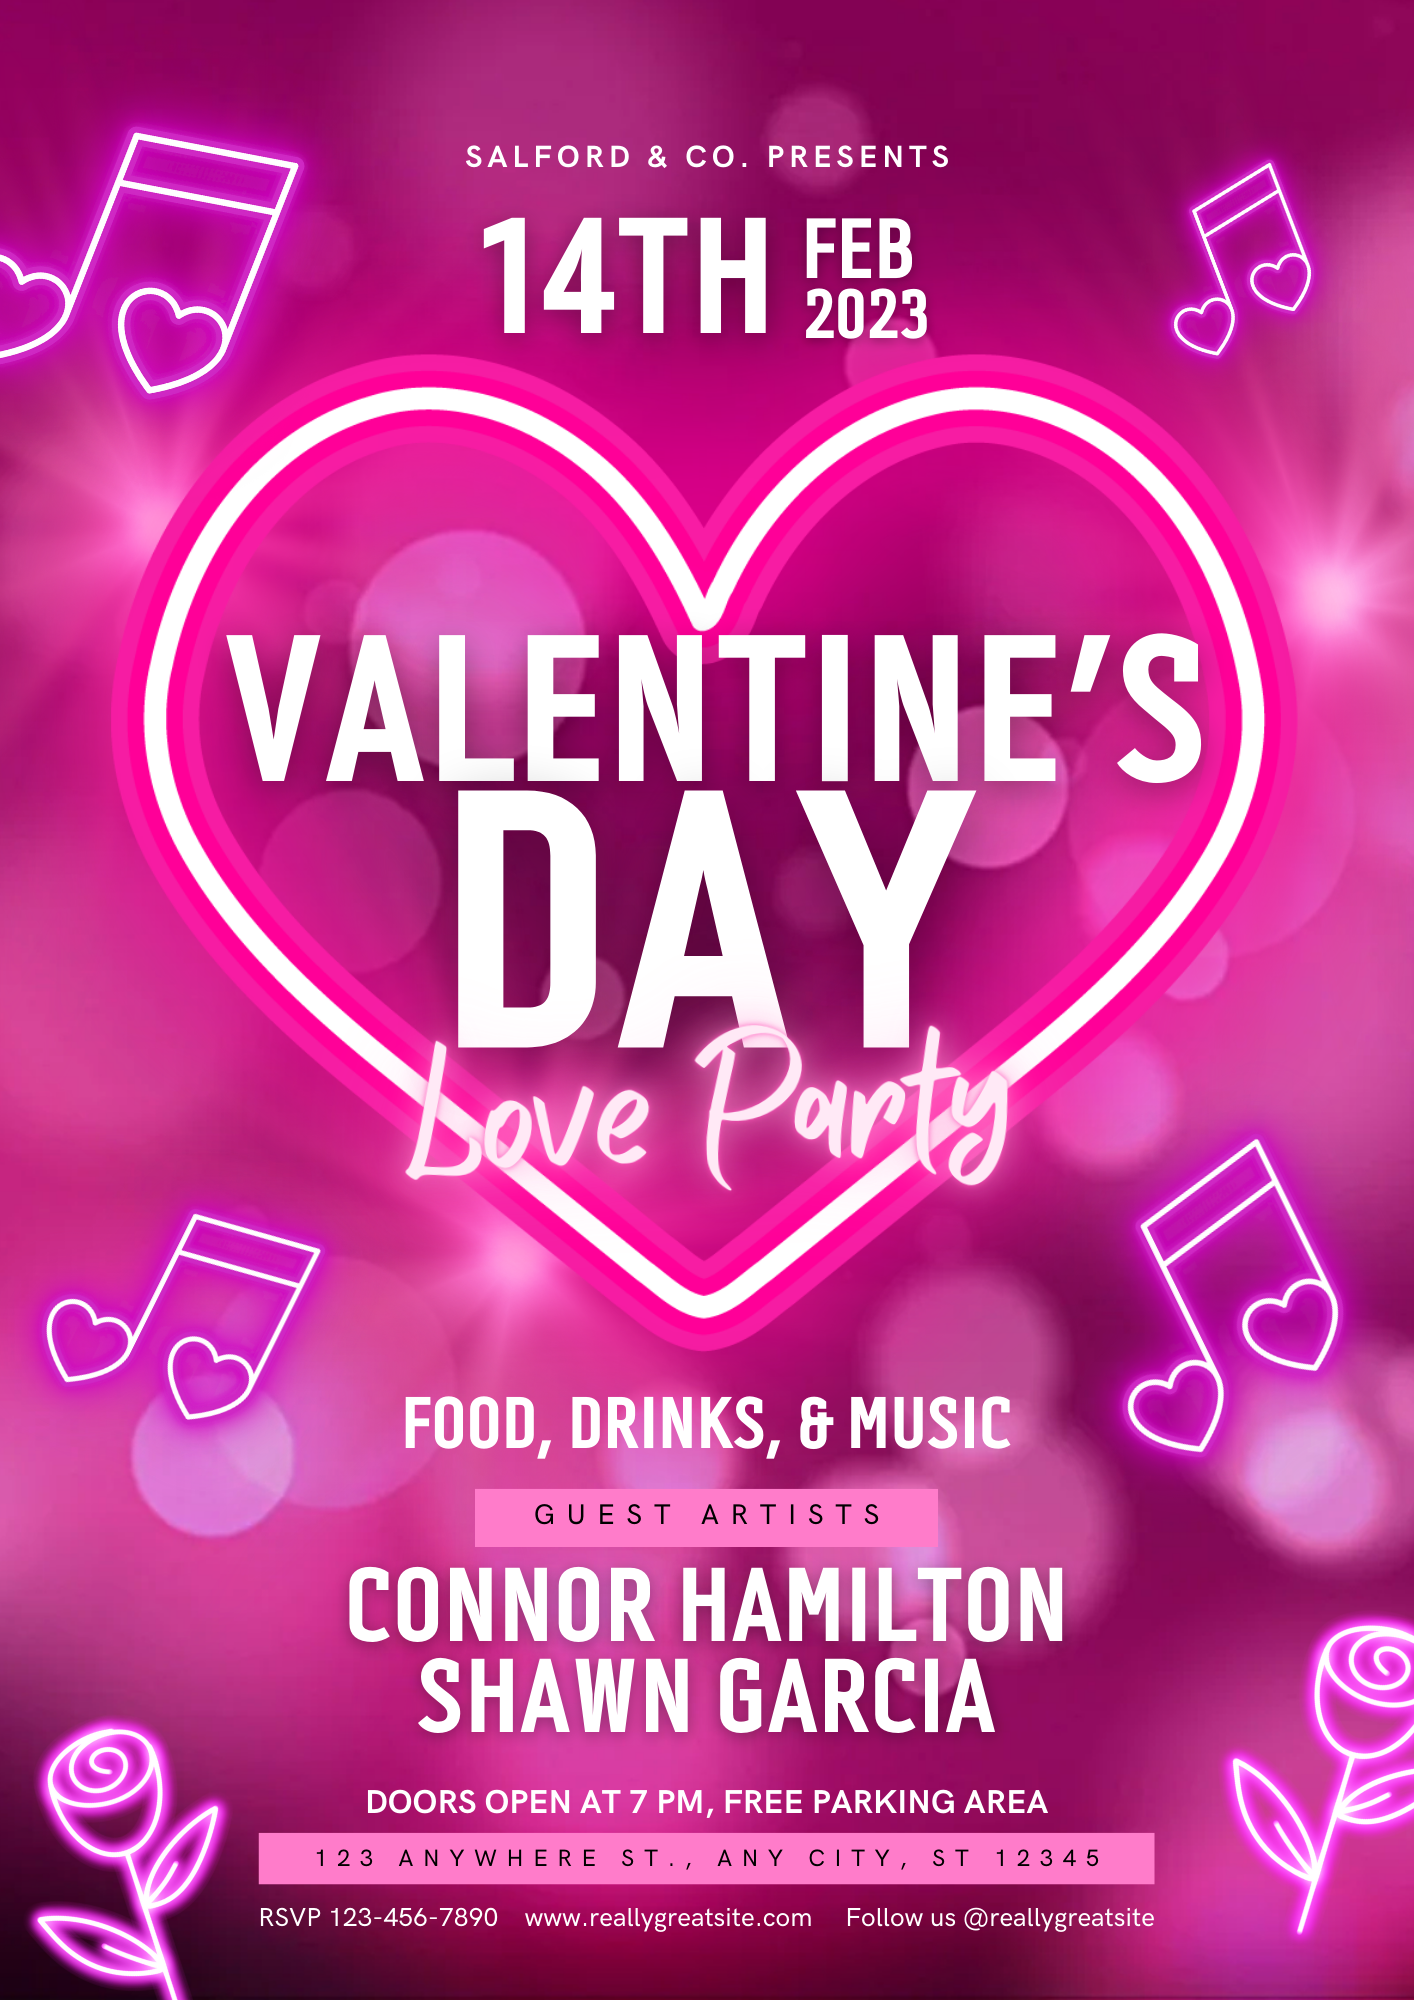 SALFORD & CO. PRESENTS
14TH FEB 2023
VALENTINE’S
DAY
Love Party
FOOD, DRINKS, & MUSIC
GUEST ARTISTS
CONNOR HAMILTON
SHAWN GARCIA
DOORS OPEN AT 7 PM, FREE PARKING AREA
123 ANYWHERE ST., ANY CITY, ST 12345
RSVP 123-456-7890 www.reallygreatsite.com Follow us @reallygreatsite